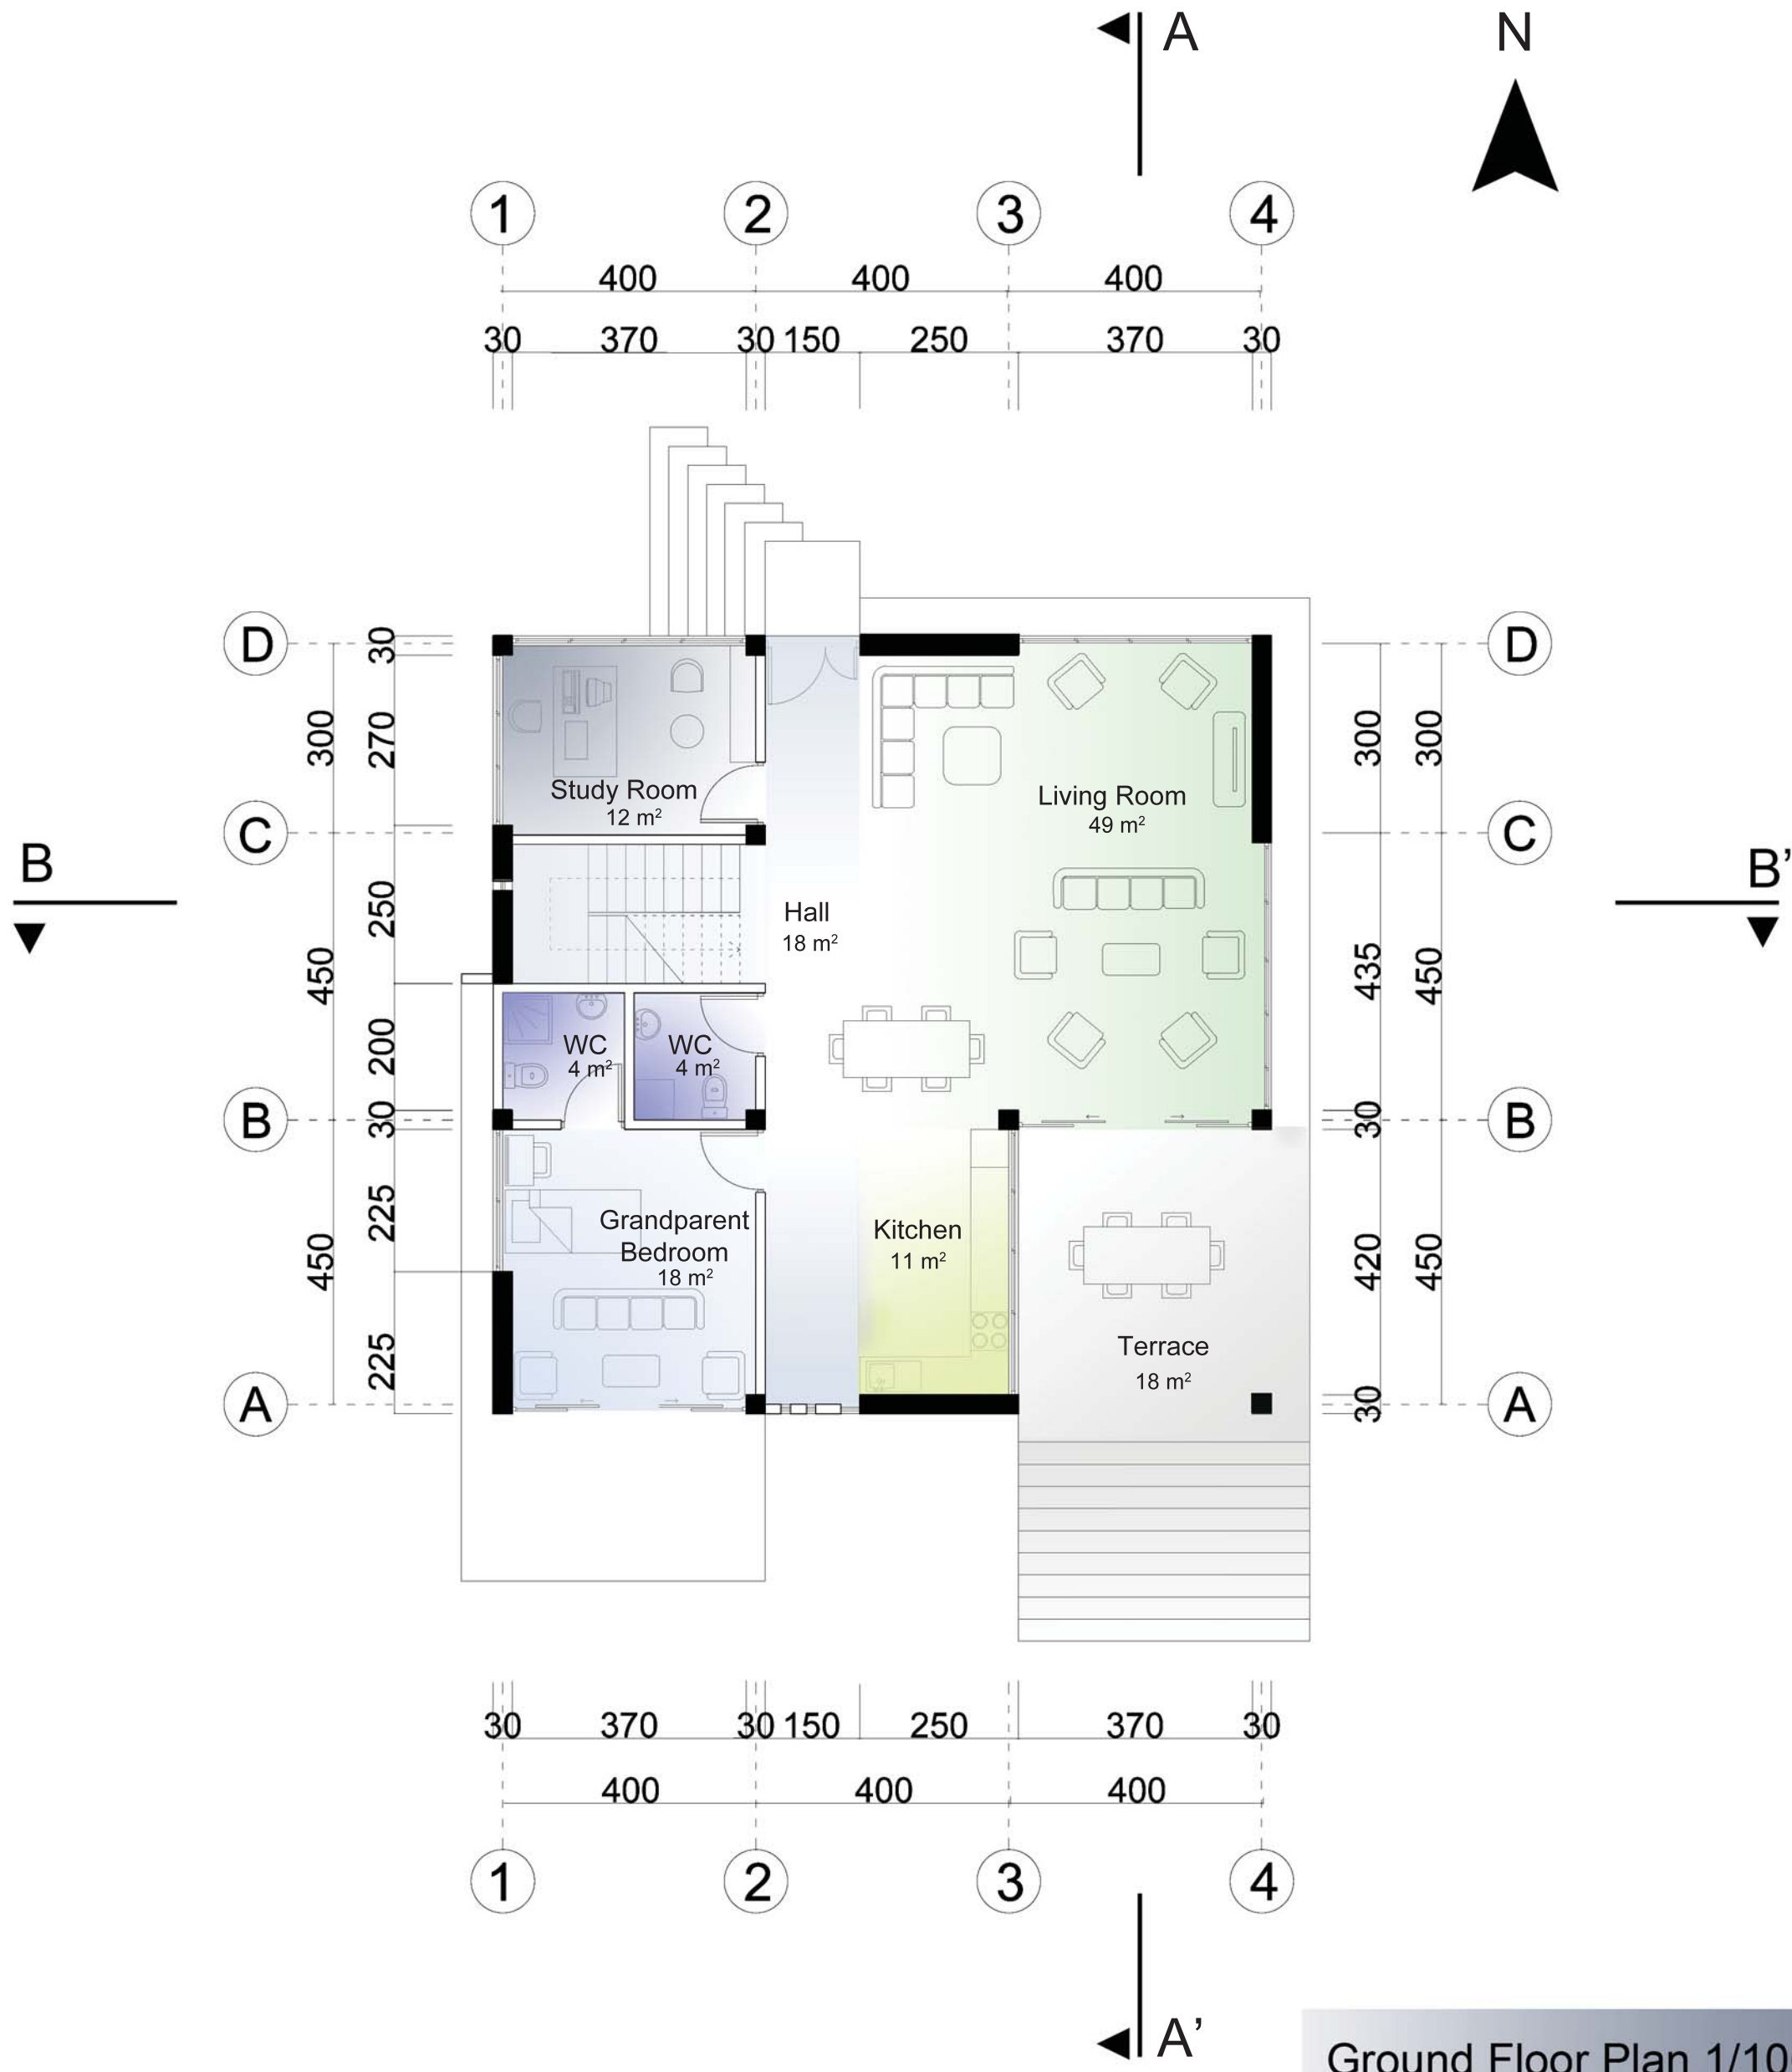 A
N
1 2 3 4
400 400 400
30 370 30 150 250 370 30
D D
30
300 270 300 300
Study Room
12 m²
Living Room
49 m²
C C
B B’
250
Hall
18 m²
450 435 450
200
WC WC
4 m² 4 m²
B 30 30 B
225
Grandparent
Bedroom
18 m²
Kitchen
11 m²
450 420 450
225
Terrace
18 m²
A 30 A
30 370 30 150 250 370 30
400 400 400
1 2 3 4
A’
Ground Floor Plan 1/10